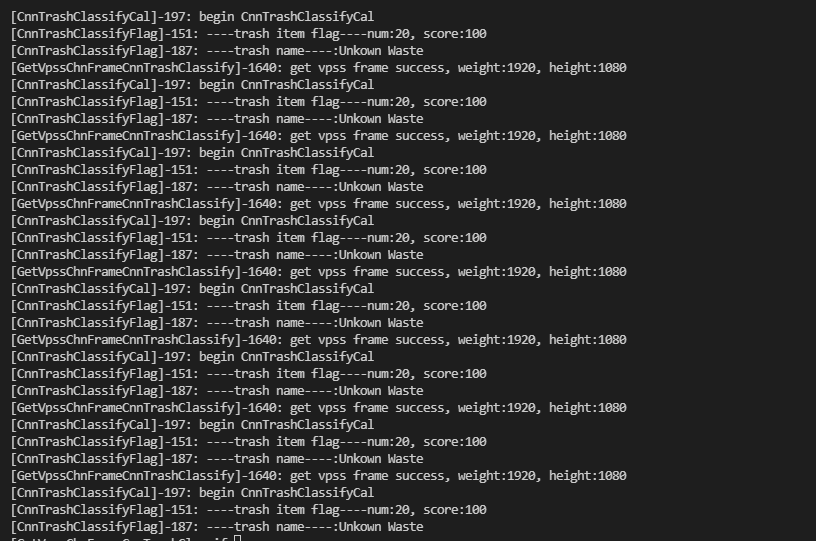 [CnnTrashClassifyCal]-197: begin CnnTrashClassifyCal
[CnnTrashClassifyFlag]-151: ----trash item flag----num:20, score:100
[CnnTrashClassifyFlag]-187: ----trash name----:Unkown Waste
[GetVpssChnFrameCnnTrashClassify]-1640: get vpss frame success, weight:1920, height:1080
[CnnTrashClassifyCal]-197: begin CnnTrashClassifyCal
[CnnTrashClassifyFlag]-151: ----trash item flag----num:20, score:100
[CnnTrashClassifyFlag]-187: ----trash name----:Unkown Waste
[GetVpssChnFrameCnnTrashClassify]-1640: get vpss frame success, weight:1920, height:1080
[CnnTrashClassifyCal]-197: begin CnnTrashClassifyCal
[CnnTrashClassifyFlag]-151: ----trash item flag----num:20, score:100
[CnnTrashClassifyFlag]-187: ----trash name----:Unkown Waste
[GetVpssChnFrameCnnTrashClassify]-1640: get vpss frame success, weight:1920, height:1080
[CnnTrashClassifyCal]-197: begin CnnTrashClassifyCal
[CnnTrashClassifyFlag]-151: ----trash item flag----num:20, score:100
[CnnTrashClassifyFlag]-187: ----trash name----:Unkown Waste
[GetVpssChnFrameCnnTrashClassify]-1640: get vpss frame success, weight:1920, height:1080
[CnnTrashClassifyCal]-197: begin CnnTrashClassifyCal
[CnnTrashClassifyFlag]-151: ----trash item flag----num:20, score:100
[CnnTrashClassifyFlag]-187: ----trash name----:Unkown Waste
[GetVpssChnFrameCnnTrashClassify]-1640: get vpss frame success, weight:1920, height:1080
[CnnTrashClassifyCal]-197: begin CnnTrashClassifyCal
[CnnTrashClassifyFlag]-151: ----trash item flag----num:20, score:100
[CnnTrashClassifyFlag]-187: ----trash name----:Unkown Waste
[GetVpssChnFrameCnnTrashClassify]-1640: get vpss frame success, weight:1920, height:1080
[CnnTrashClassifyCal]-197: begin CnnTrashClassifyCal
[CnnTrashClassifyFlag]-151: ----trash item flag----num:20, score:100
[CnnTrashClassifyFlag]-187: ----trash name----:Unkown Waste
[GetVpssChnFrameCnnTrashClassify]-1640: get vpss frame success, weight:1920, height:1080
[CnnTrashClassifyCal]-197: begin CnnTrashClassifyCal
[CnnTrashClassifyFlag]-151: ----trash item flag----num:20, score:100
[CnnTrashClassifyFlag]-187: ----trash name----:Unkown Waste